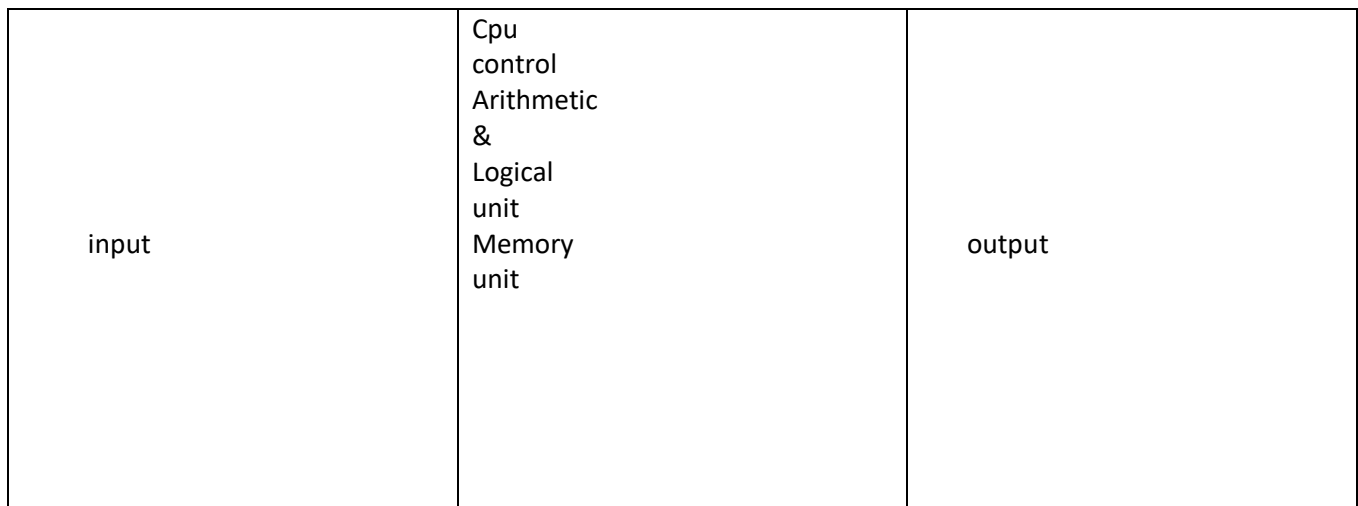 input
Cpu
control
Arithmetic
&
Logical
unit
Memory
unit
output